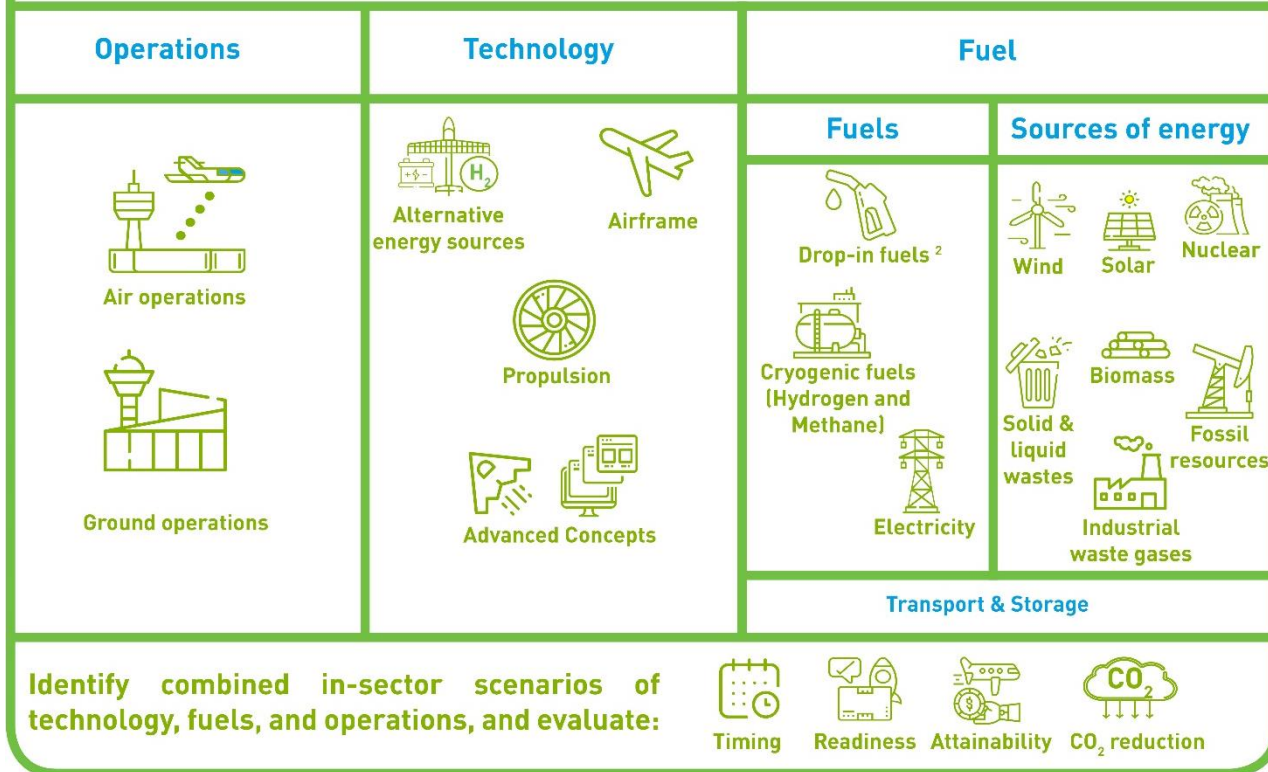 Operations
Technology
Fuel
Air operations
Ground operations
H2
Alternative
energy sources
Airframe
Propulsion
Advanced Concepts
Fuels
Drop-in fuels ²
Cryogenic fuels
(Hydrogen and
Methane)
Electricity
Sources of energy
Wind
Solar
Nuclear
Solid &
liquid
wastes
Biomass
Fossil
resources
Industrial
waste gases
Transport & Storage
Identify combined in-sector scenarios of
technology, fuels, and operations, and evaluate:
Timing
Readiness
Attainability
CO₂
CO₂ reduction